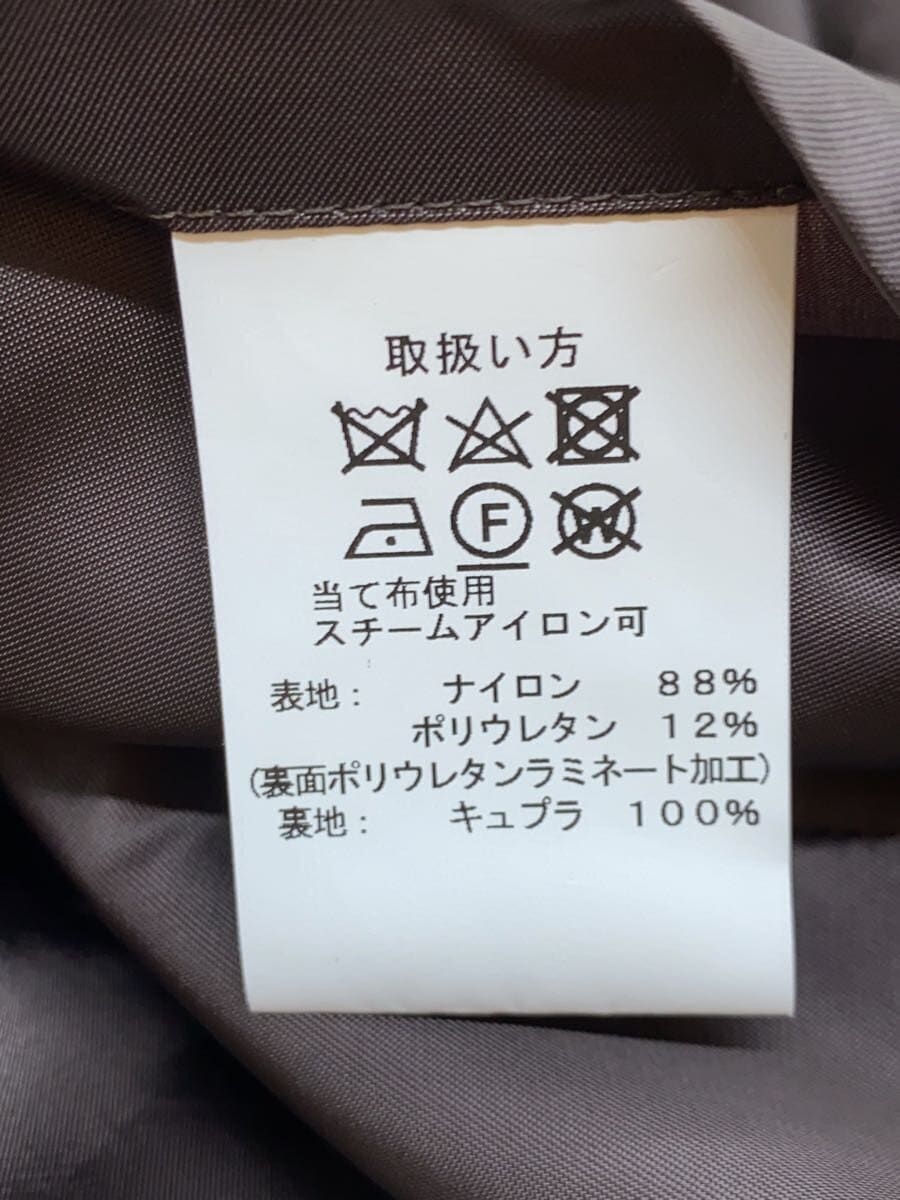 取扱い方
F
W
当て布使用
スチームアイロン可
表地： ナイロン 88%
ポリウレタン 12%
(裏面ポリウレタンラミネート加工)
裏地： キュプラ 100%